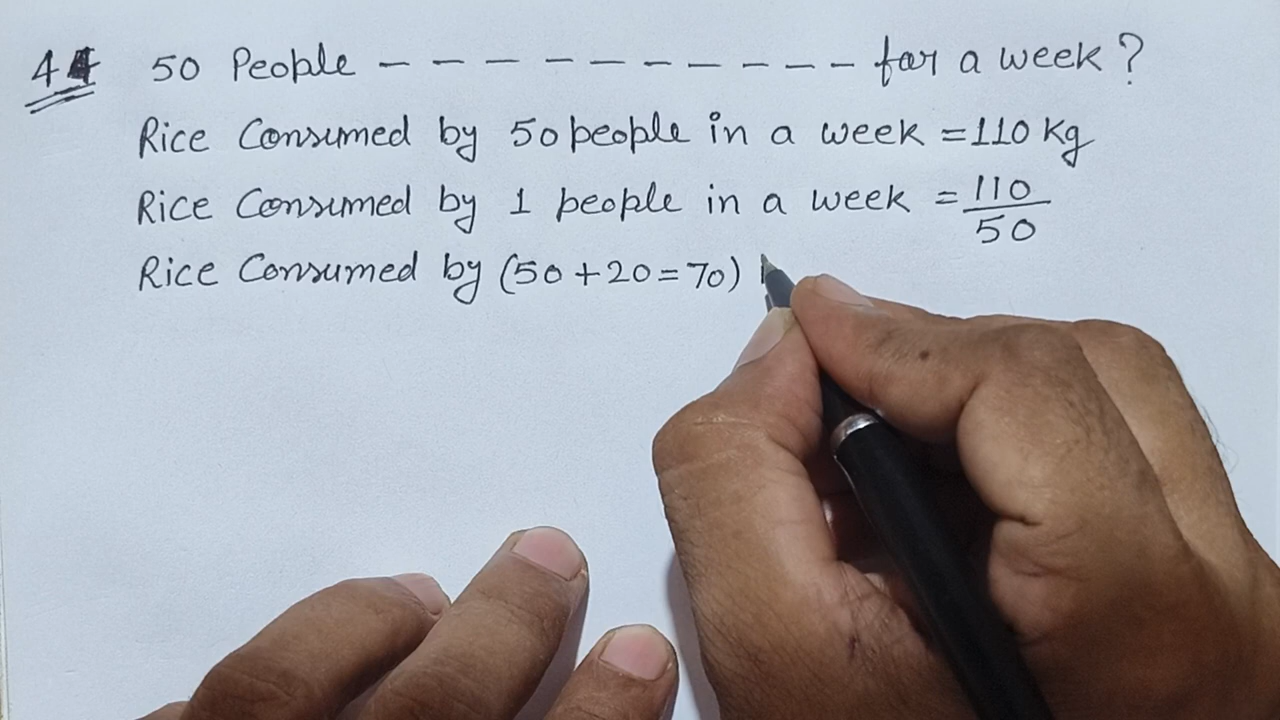 44 50 People - - - - - - - - - - for a week?
Rice Consumed by 50 people in a week = 110 Kg
Rice Consumed by 1 people in a week = 110/50
Rice Consumed by (50 + 20 = 70)